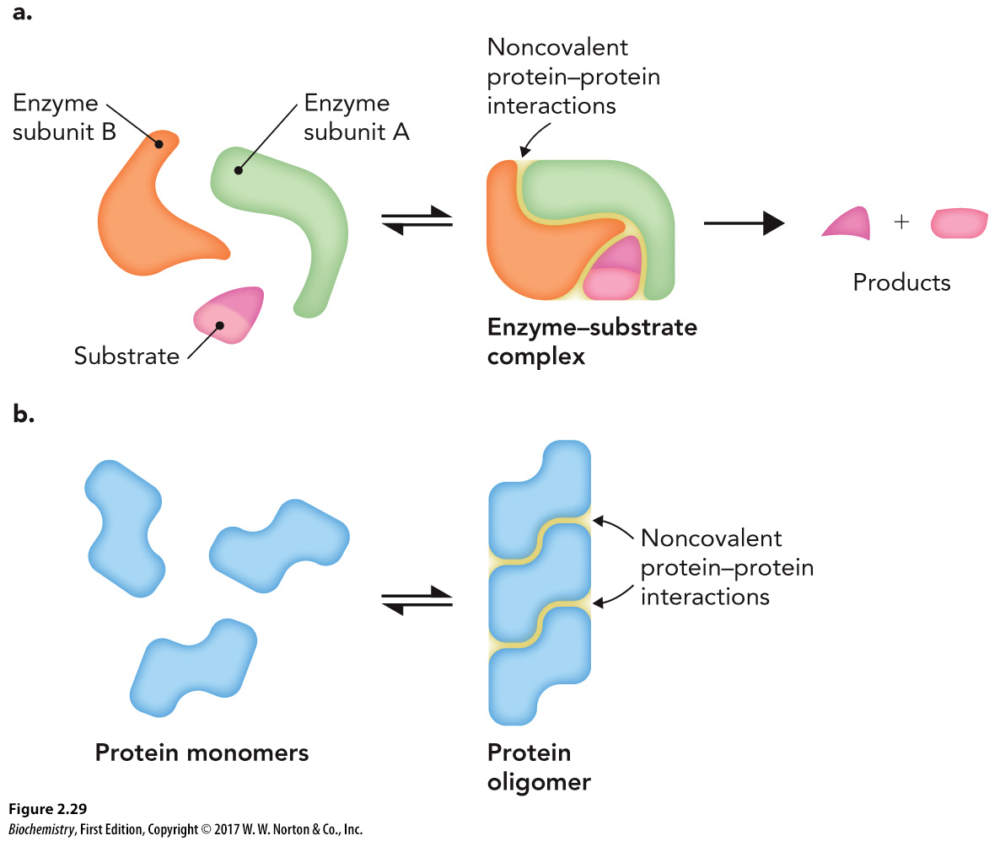 a.
Enzyme
subunit B
Enzyme
subunit A
Substrate
Noncovalent
protein–protein
interactions
Enzyme–substrate
complex
+
Products
b.
Protein monomers
Noncovalent
protein–protein
interactions
Protein
oligomer
Figure 2.29
Biochemistry, First Edition, Copyright © 2017 W. W. Norton & Co., Inc.